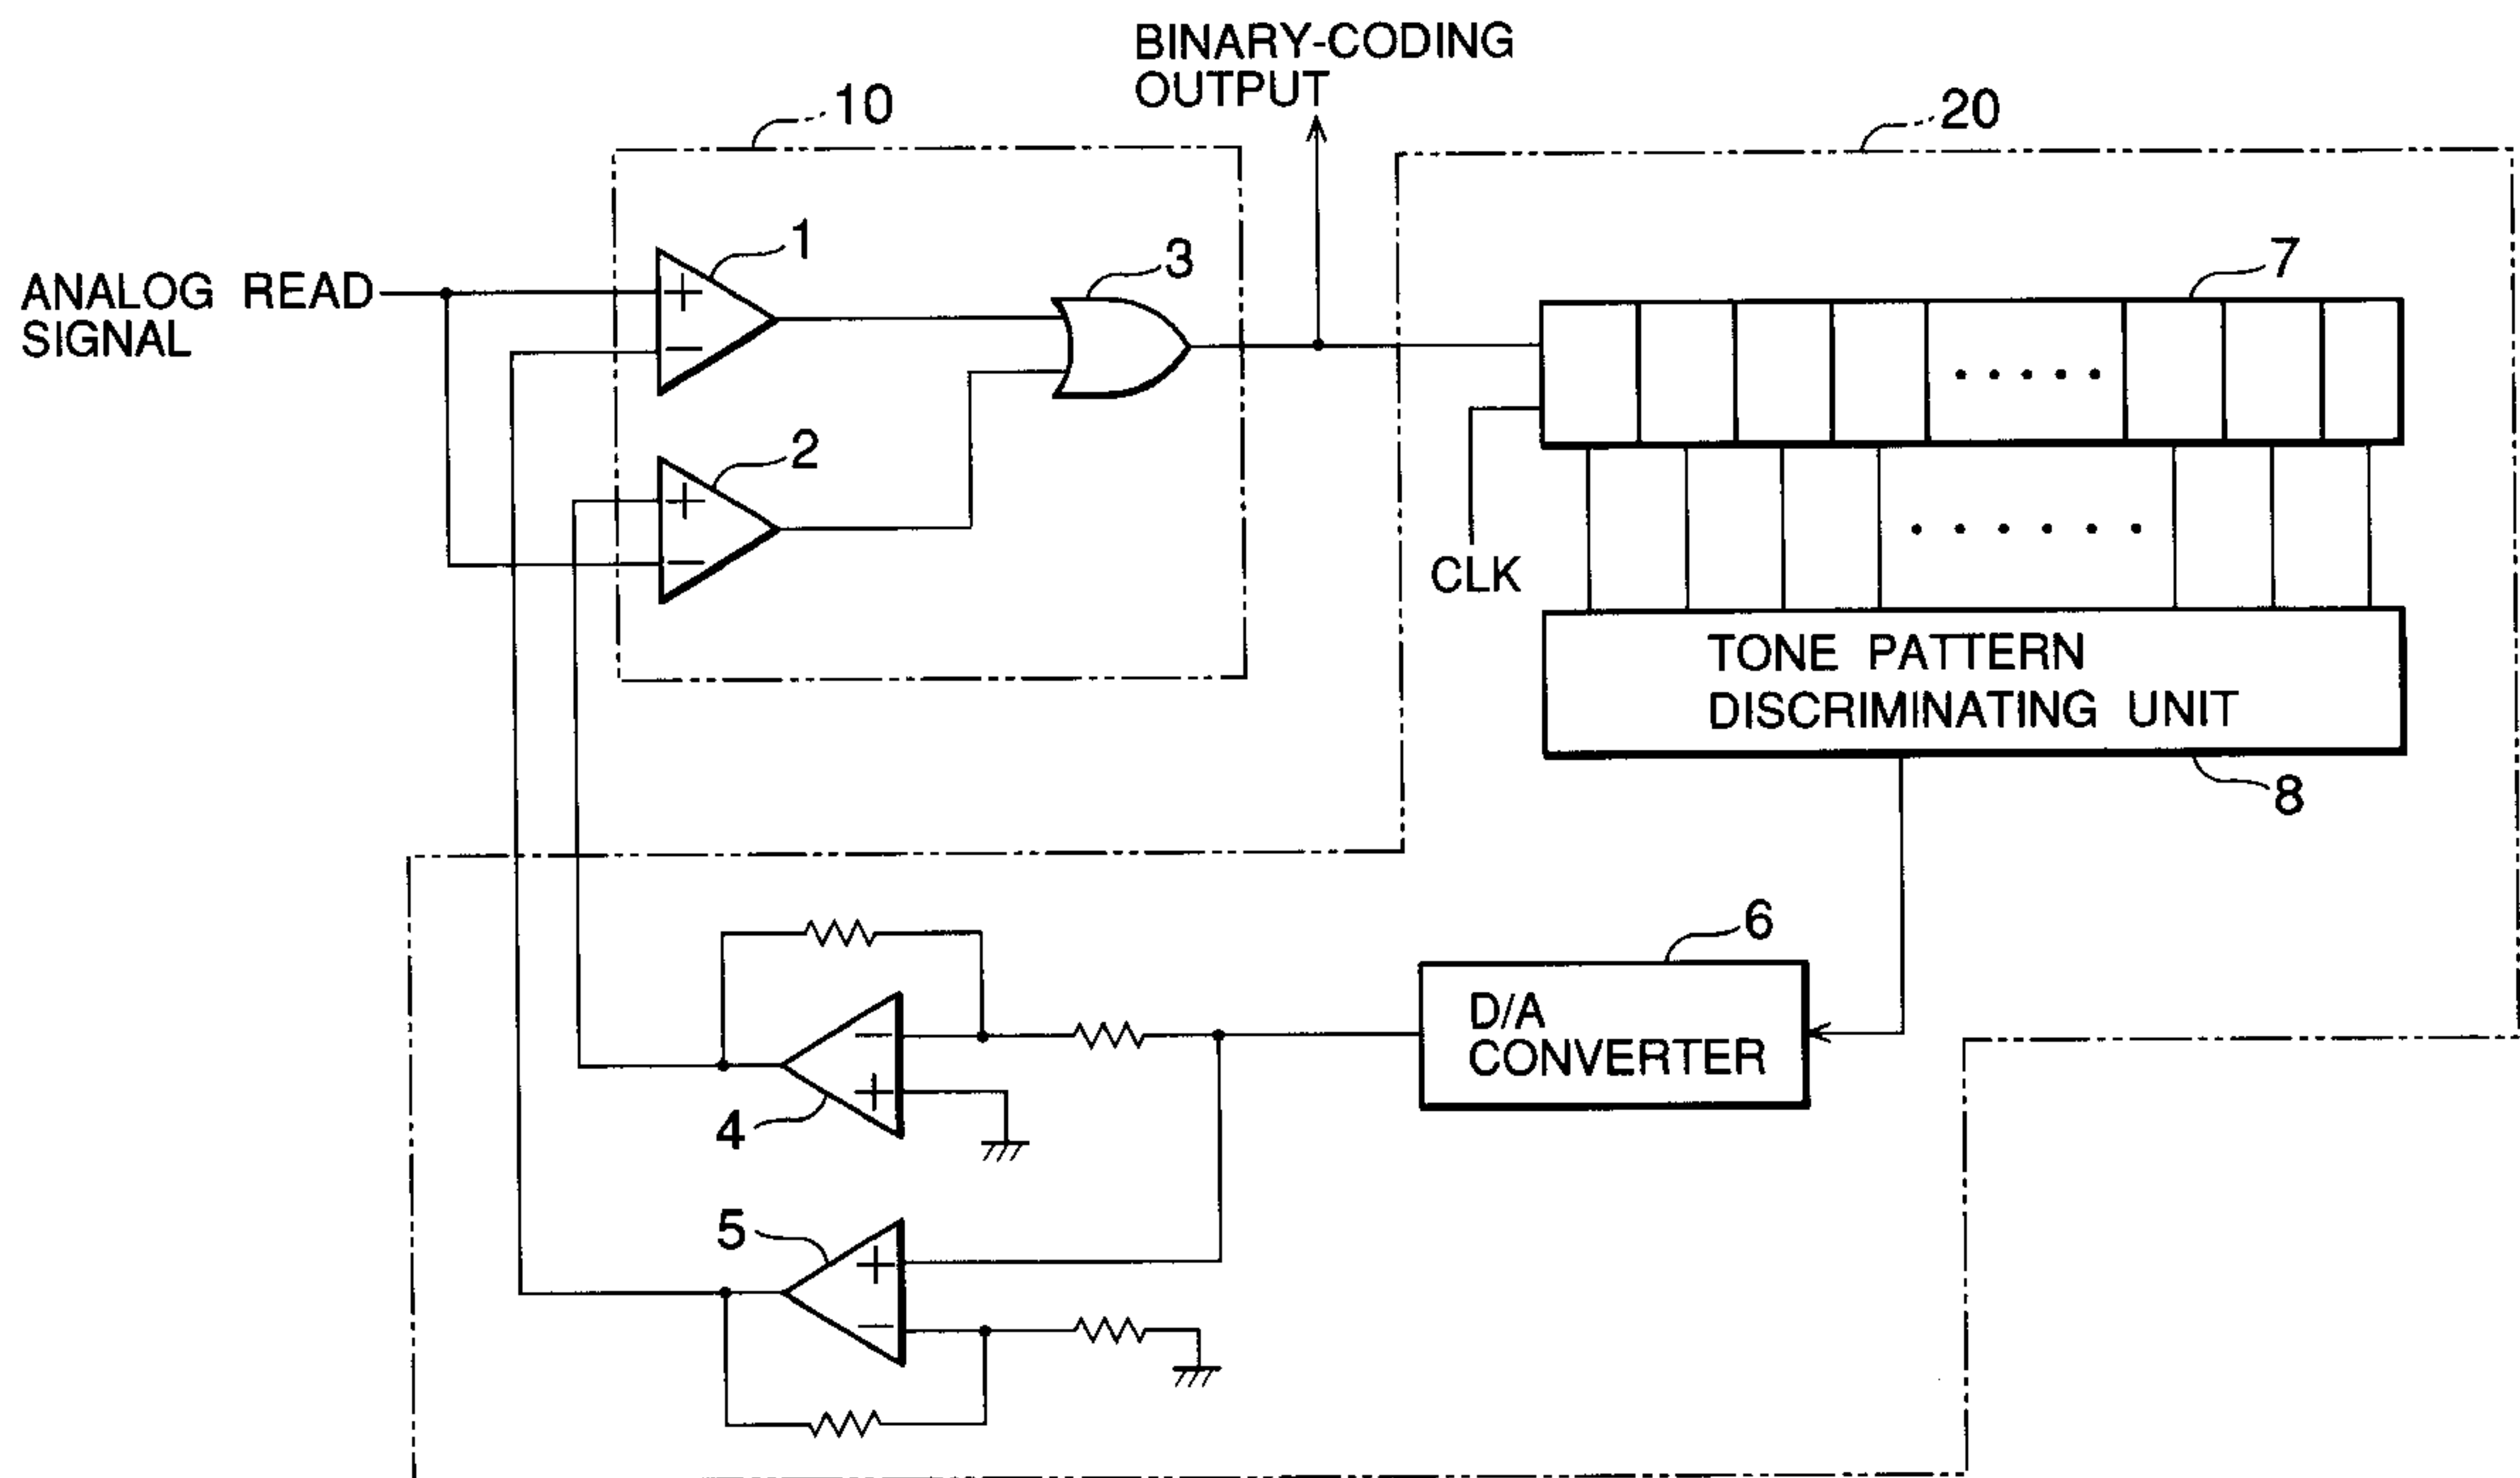 BINARY-CODING
OUTPUT
10
20
1
3
7
ANALOG READ
SIGNAL
+
−
2
+
−
CLK
TONE PATTERN
DISCRIMINATING UNIT
8
6
D/A
CONVERTER
−
+
4
5
+
−